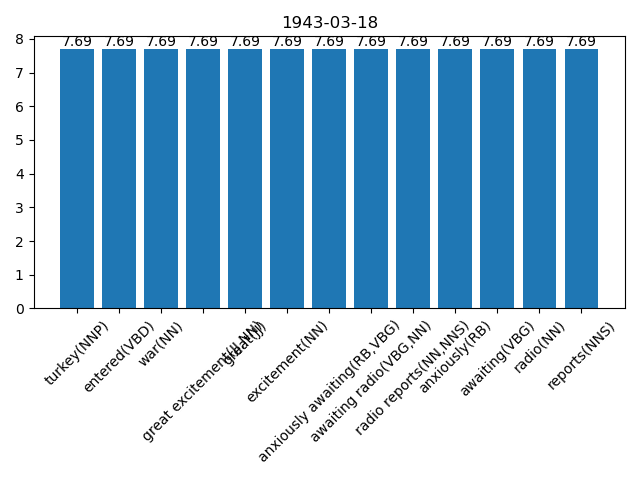 1943-03-18
7.69 7.69 7.69 7.69 7.69 7.69 7.69 7.69 7.69 7.69 7.69 7.69 7.69
8
7
6
5
4
3
2
1
0
turkey(NNP)
entered(VBD)
war(NN)
great excitement(JJ,NN)
great(JJ)
excitement(NN)
anxiously awaiting(RB,VBG)
awaiting radio(VBG,NN)
radio reports(NN,NNS)
anxiously(RB)
awaiting(VBG)
radio(NN)
reports(NNS)